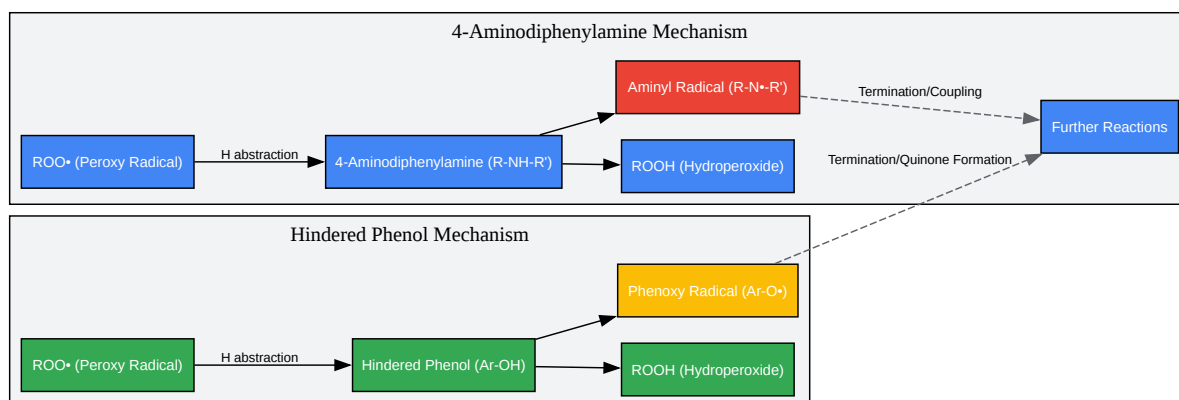 4-Aminodiphenylamine Mechanism
Aminyl Radical (R-N•-R')
Termination/Coupling
Further Reactions
ROO• (Peroxy Radical)
H abstraction
4-Aminodiphenylamine (R-NH-R')
ROOH (Hydroperoxide)
Termination/Quinone Formation
Hindered Phenol Mechanism
Phenoxy Radical (Ar-O•)
ROO• (Peroxy Radical)
H abstraction
Hindered Phenol (Ar-OH)
ROOH (Hydroperoxide)